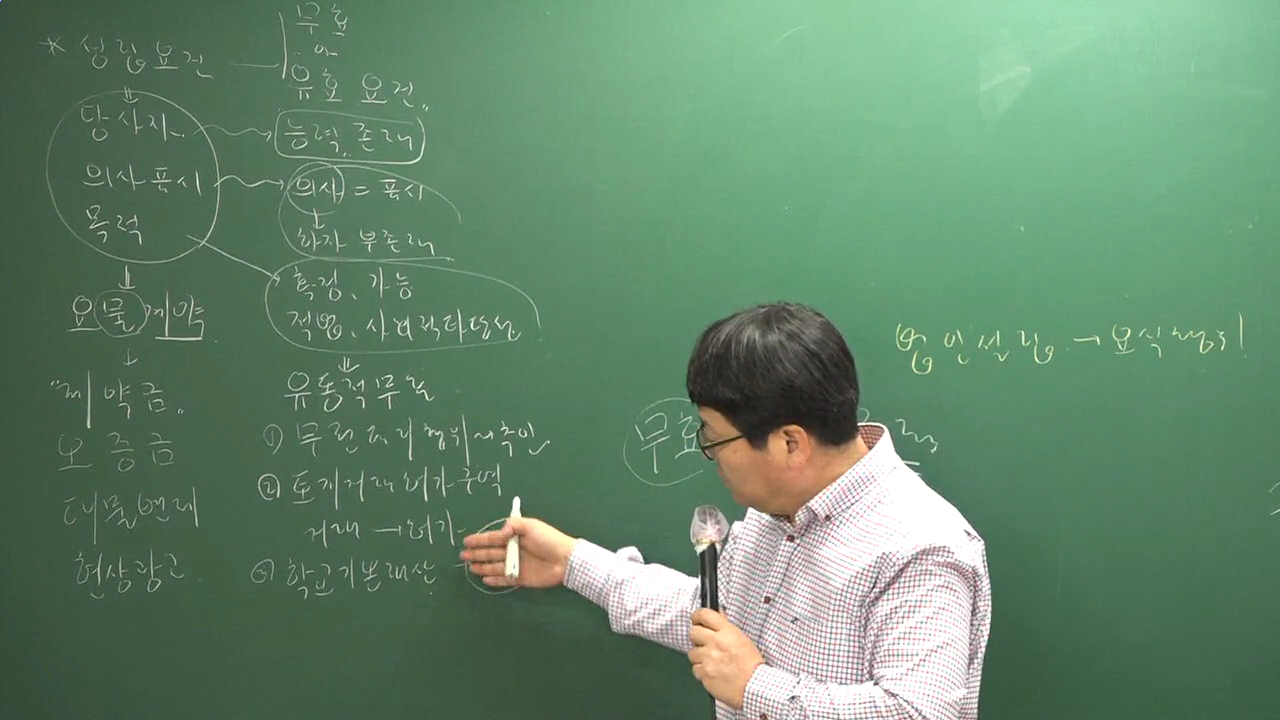 * 성립요건
당사자
의사표시
목적
요물계약
"계약금"
보증금
대물변제
현상광고
무효
유효 요건
능력 존재
의사 = 표시
하자 부존재
확정, 가능
적법, 사회적타당성
유동적무효
① 무권대리행위→추인
② 토지거래허가구역
거래 → 허가
③ 학교기본재산
무효
법인설립 → 요식행위